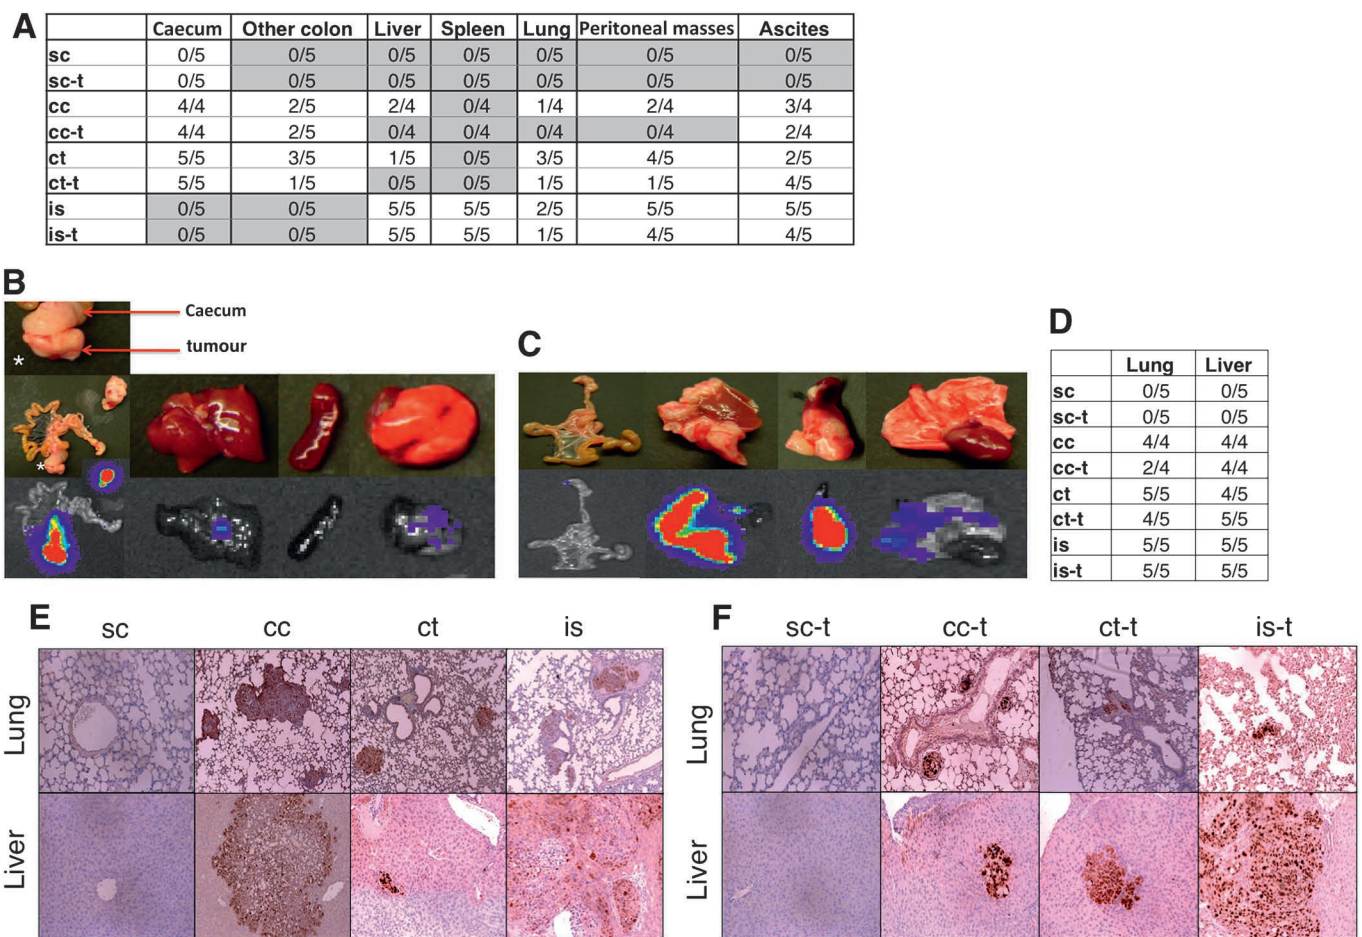 A
Caecum Other colon Liver Spleen Lung Peritoneal masses Ascites
sc 0/5 0/5 0/5 0/5 0/5 0/5 0/5
sc-t 0/5 0/5 0/5 0/5 0/5 0/5 0/5
cc 4/4 2/5 2/4 0/4 1/4 2/4 3/4
cc-t 4/4 2/5 0/4 0/4 0/4 0/4 2/4
ct 5/5 3/5 1/5 0/5 3/5 4/5 2/5
ct-t 5/5 1/5 0/5 0/5 1/5 1/5 4/5
is 0/5 0/5 5/5 5/5 2/5 5/5 5/5
is-t 0/5 0/5 5/5 5/5 1/5 4/5 4/5
B
Caecum
tumour
*
*
C
D
Lung Liver
sc 0/5 0/5
sc-t 0/5 0/5
cc 4/4 4/4
cc-t 2/4 4/4
ct 5/5 4/5
ct-t 4/5 5/5
is 5/5 5/5
is-t 5/5 5/5
E
sc cc ct is
Lung
Liver
F
sc-t cc-t ct-t is-t
Lung
Liver